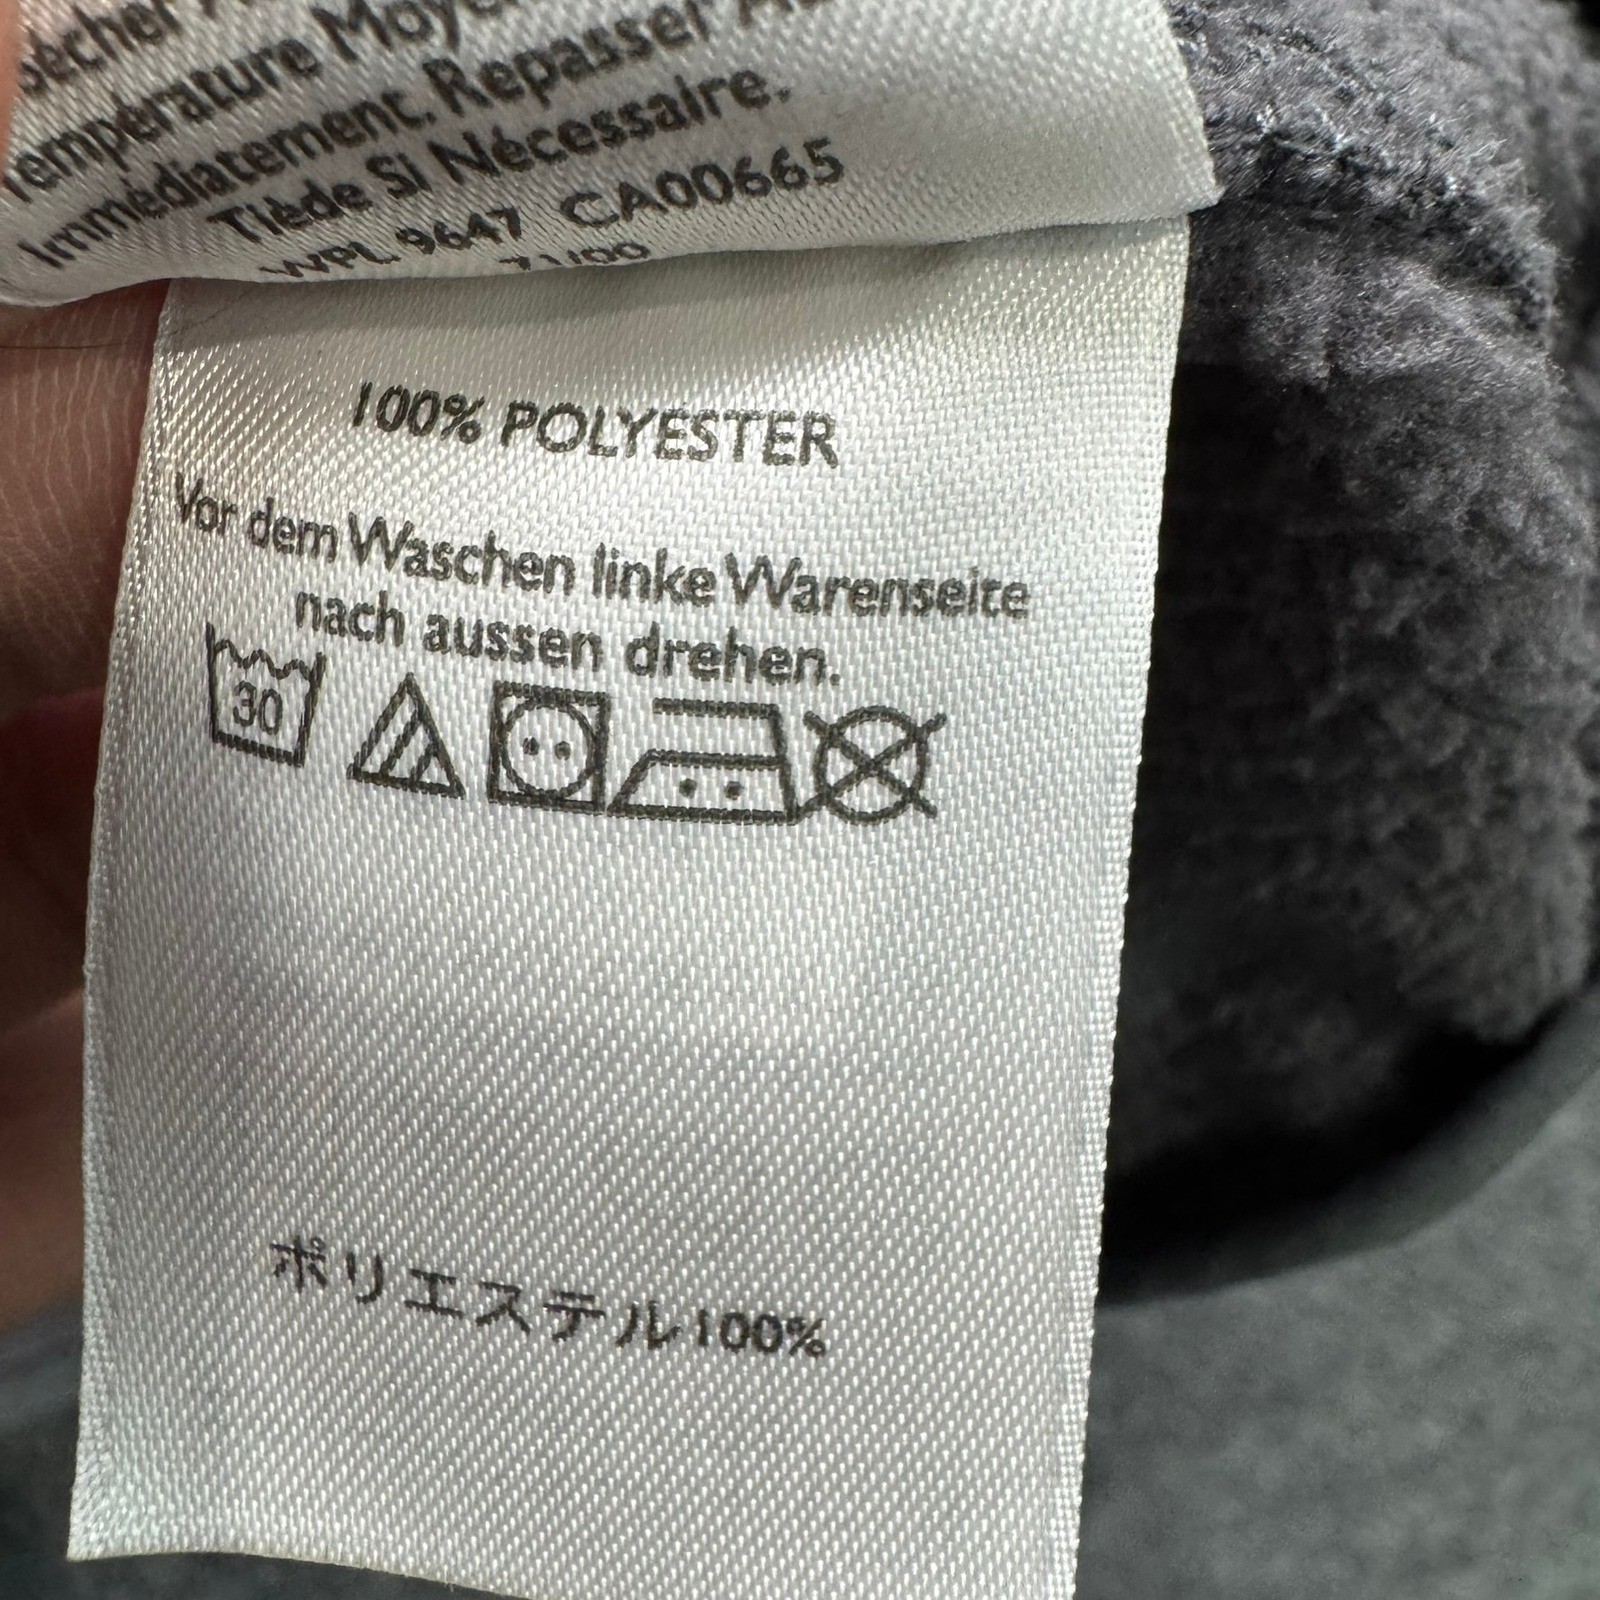 Température
Immédiatement. Repasser
Tiède Si Nécessaire.
WPL 9647 CA00665
100% POLYESTER
Vor dem Waschen linke Warenseite
nach aussen drehen.
30
ポリエステル100%